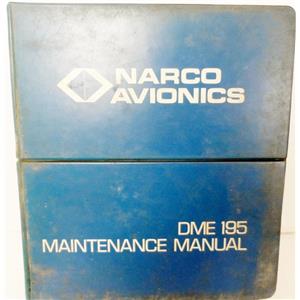 NARCO
AVIONICS
DME 195
MAINTENANCE MANUAL